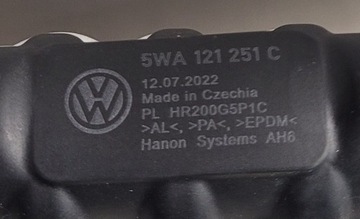 5WA 121 251 C
12.07.2022
Made in Czechia
PL HR200G5P1C
>AL<, >PA<, >EPDM<
Hanon Systems AH6